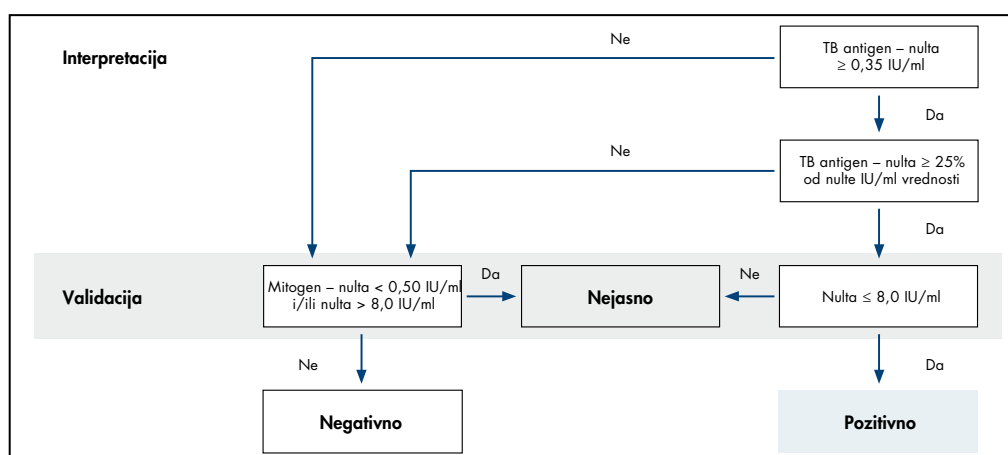 Interpretacija
Ne
TB antigen – nulta
≥ 0,35 IU/ml
Da
Ne
TB antigen – nulta ≥ 25%
od nulte IU/ml vrednosti
Da
Validacija
Mitogen – nulta < 0,50 IU/ml
i/ili nulta > 8,0 IU/ml
Da
Nejasno
Ne
Nulta ≤ 8,0 IU/ml
Ne
Da
Negativno
Pozitivno